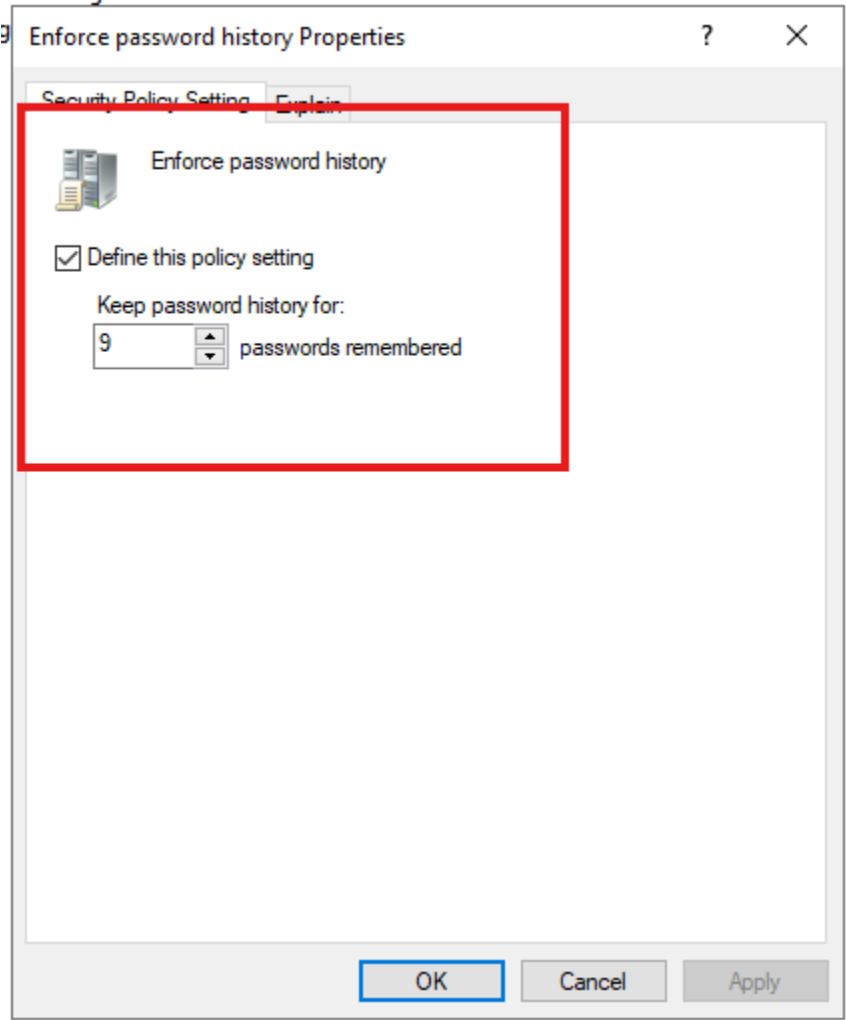 Enforce password history Properties
?
Security Policy Setting Explain
Enforce password history
Define this policy setting
Keep password history for:
9 passwords remembered
OK Cancel Apply